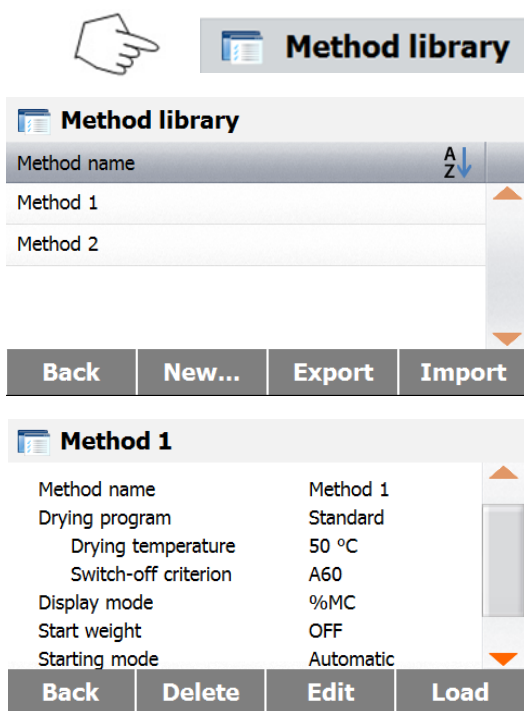 Method library
Method library
Method name A Z
Method 1
Method 2
Back New... Export Import
Method 1
Method name Method 1
Drying program Standard
Drying temperature 50 ºC
Switch-off criterion A60
Display mode %MC
Start weight OFF
Starting mode Automatic
Back Delete Edit Load